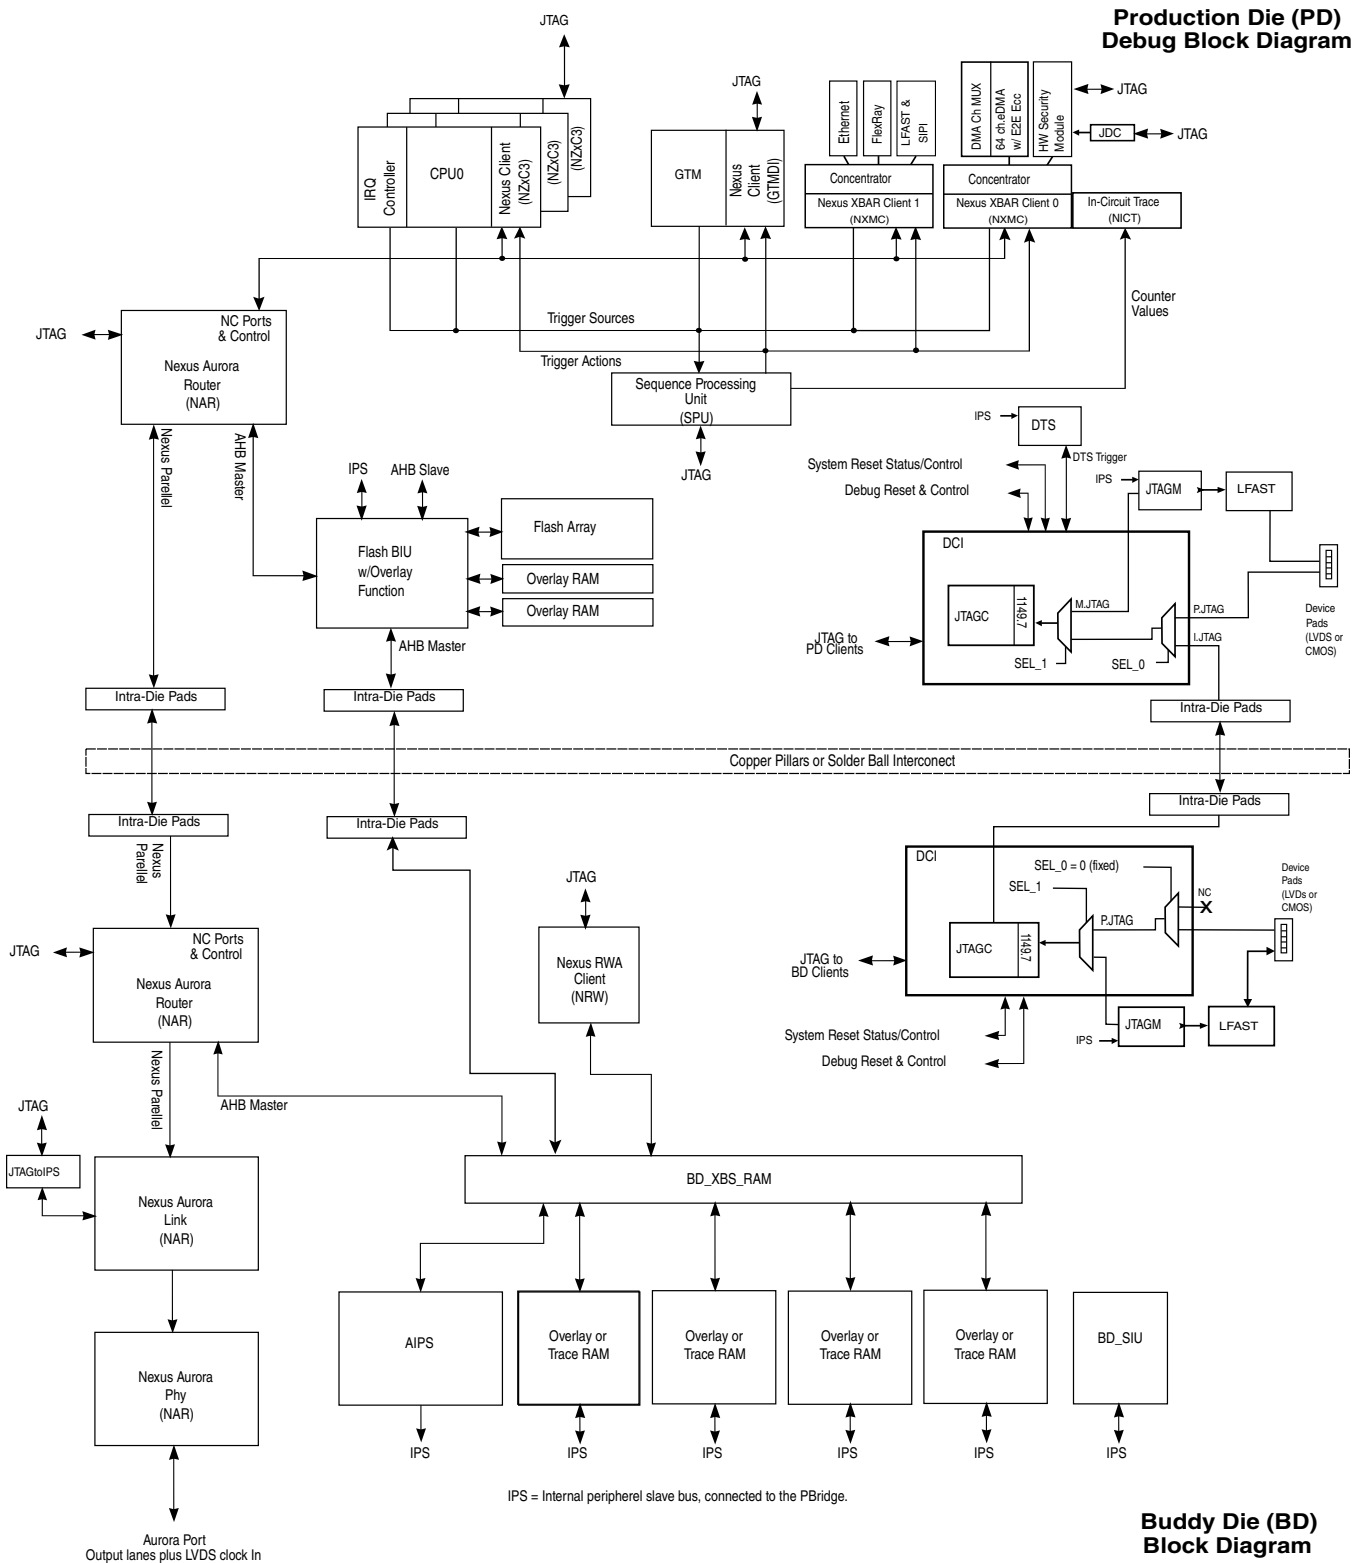 Production Die (PD)
Debug Block Diagram
JTAG
IRQ
Controller
CPU0
Nexus Client
(NZxC3)
(NZxC3)
(NZxC3)
JTAG
GTM
Nexus
Client
(GTMDI)
Ethernet
FlexRay
LFAST &
SIPI
Concentrator
Nexus XBAR Client 1
(NXMC)
DMA Ch MUX
64 ch.eDMA
w/ E2E Ecc
HW Security
Module
JTAG
JDC
JTAG
Concentrator
Nexus XBAR Client 0
(NXMC)
In-Circuit Trace
(NICT)
Counter
Values
Trigger Sources
Trigger Actions
JTAG
NC Ports
& Control
Nexus Aurora
Router
(NAR)
Sequence Processing
Unit
(SPU)
JTAG
Nexus Parellel
AHB Master
IPS
AHB Slave
Flash BIU
w/Overlay
Function
Flash Array
Overlay RAM
Overlay RAM
AHB Master
IPS
DTS
DTS Trigger
System Reset Status/Control
Debug Reset & Control
IPS
JTAGM
LFAST
DCI
JTAGC
1149.7
M.JTAG
SEL_1
SEL_0
P.JTAG
I.JTAG
JTAG to
PD Clients
Device
Pads
(LVDS or
CMOS)
Intra-Die Pads
Intra-Die Pads
Intra-Die Pads
Copper Pillars or Solder Ball Interconnect
Intra-Die Pads
Intra-Die Pads
Intra-Die Pads
Nexus
Parellel
DCI
SEL_0 = 0 (fixed)
SEL_1
P.JTAG
NC
X
JTAGC
1149.7
JTAG to
BD Clients
Device
Pads
(LVDs or
CMOS)
System Reset Status/Control
Debug Reset & Control
IPS
JTAGM
LFAST
JTAG
Nexus RWA
Client
(NRW)
JTAG
NC Ports
& Control
Nexus Aurora
Router
(NAR)
Nexus Parellel
AHB Master
JTAG
JTAGtoIPS
Nexus Aurora
Link
(NAR)
BD_XBS_RAM
Nexus Aurora
Phy
(NAR)
AIPS
Overlay or
Trace RAM
Overlay or
Trace RAM
Overlay or
Trace RAM
Overlay or
Trace RAM
BD_SIU
IPS
IPS
IPS
IPS
IPS
IPS
IPS = Internal peripherel slave bus, connected to the PBridge.
Aurora Port
Output lanes plus LVDS clock In
Buddy Die (BD)
Block Diagram